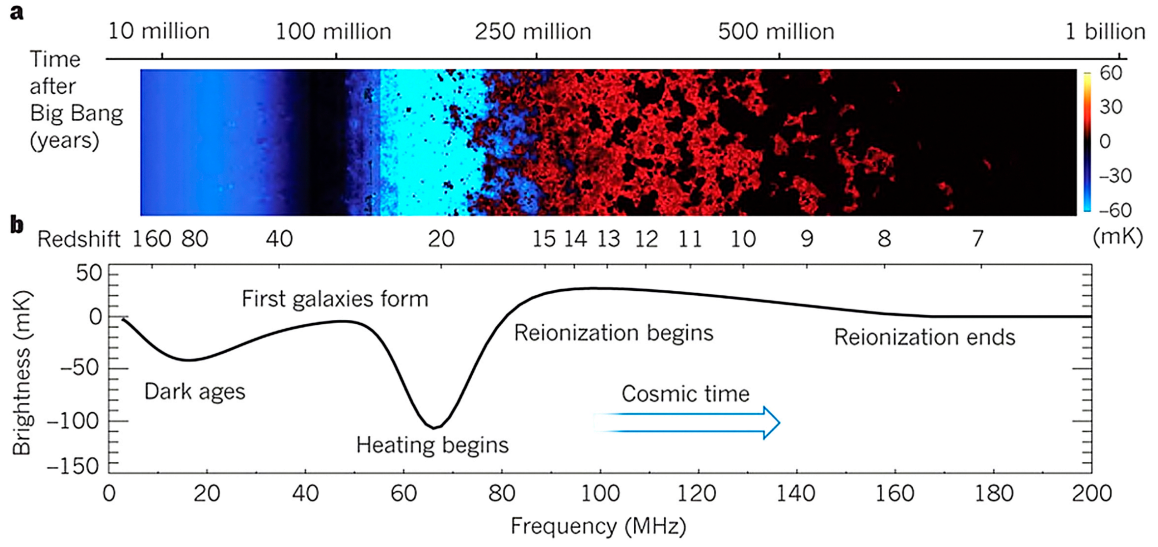 a
10 million 100 million 250 million 500 million 1 billion
Time
after
Big Bang
(years)
60
30
0
−30
−60
(mK)
b
Redshift 160 80 40 20 15 14 13 12 11 10 9 8 7
50
0
−50
−100
−150
Brightness (mK)
First galaxies form
Reionization begins
Reionization ends
Dark ages
Cosmic time
Heating begins
0 20 40 60 80 100 120 140 160 180 200
Frequency (MHz)